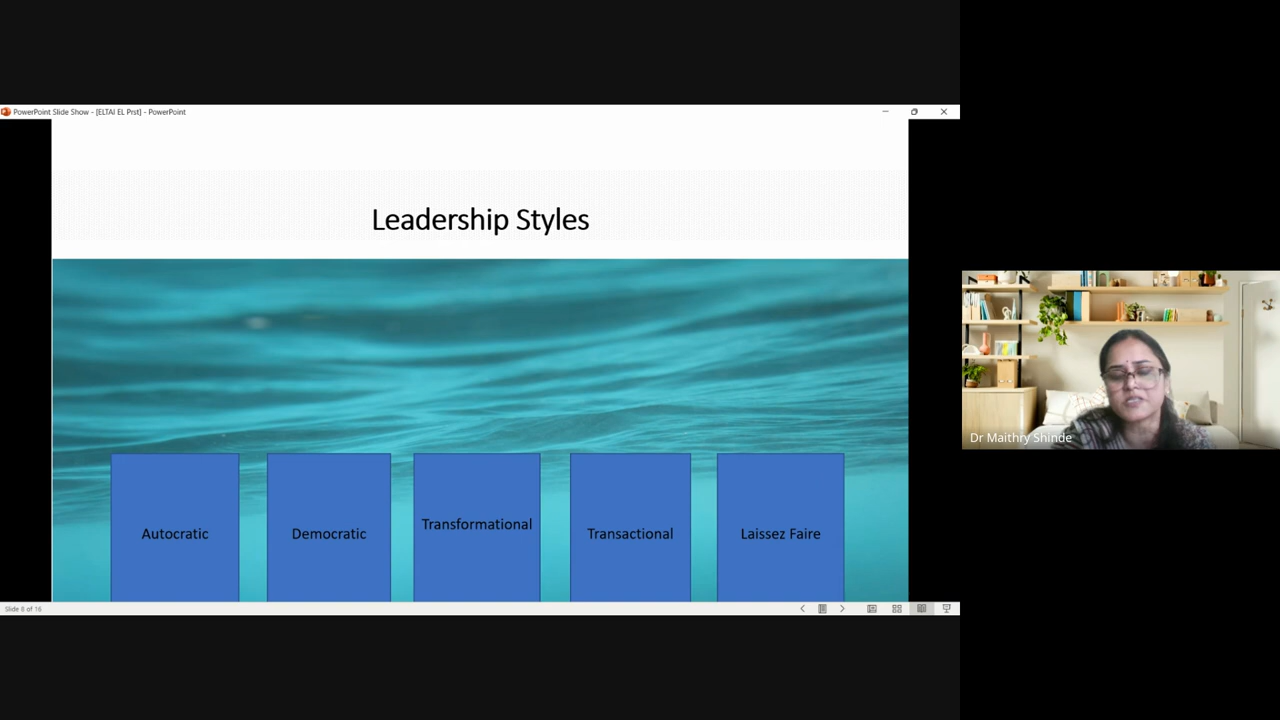 PowerPoint Slide Show - [ELTAI EL Prst] - PowerPoint
Leadership Styles
Autocratic
Democratic
Transformational
Transactional
Laissez Faire
Dr Maithry Shinde
Slide 8 of 16